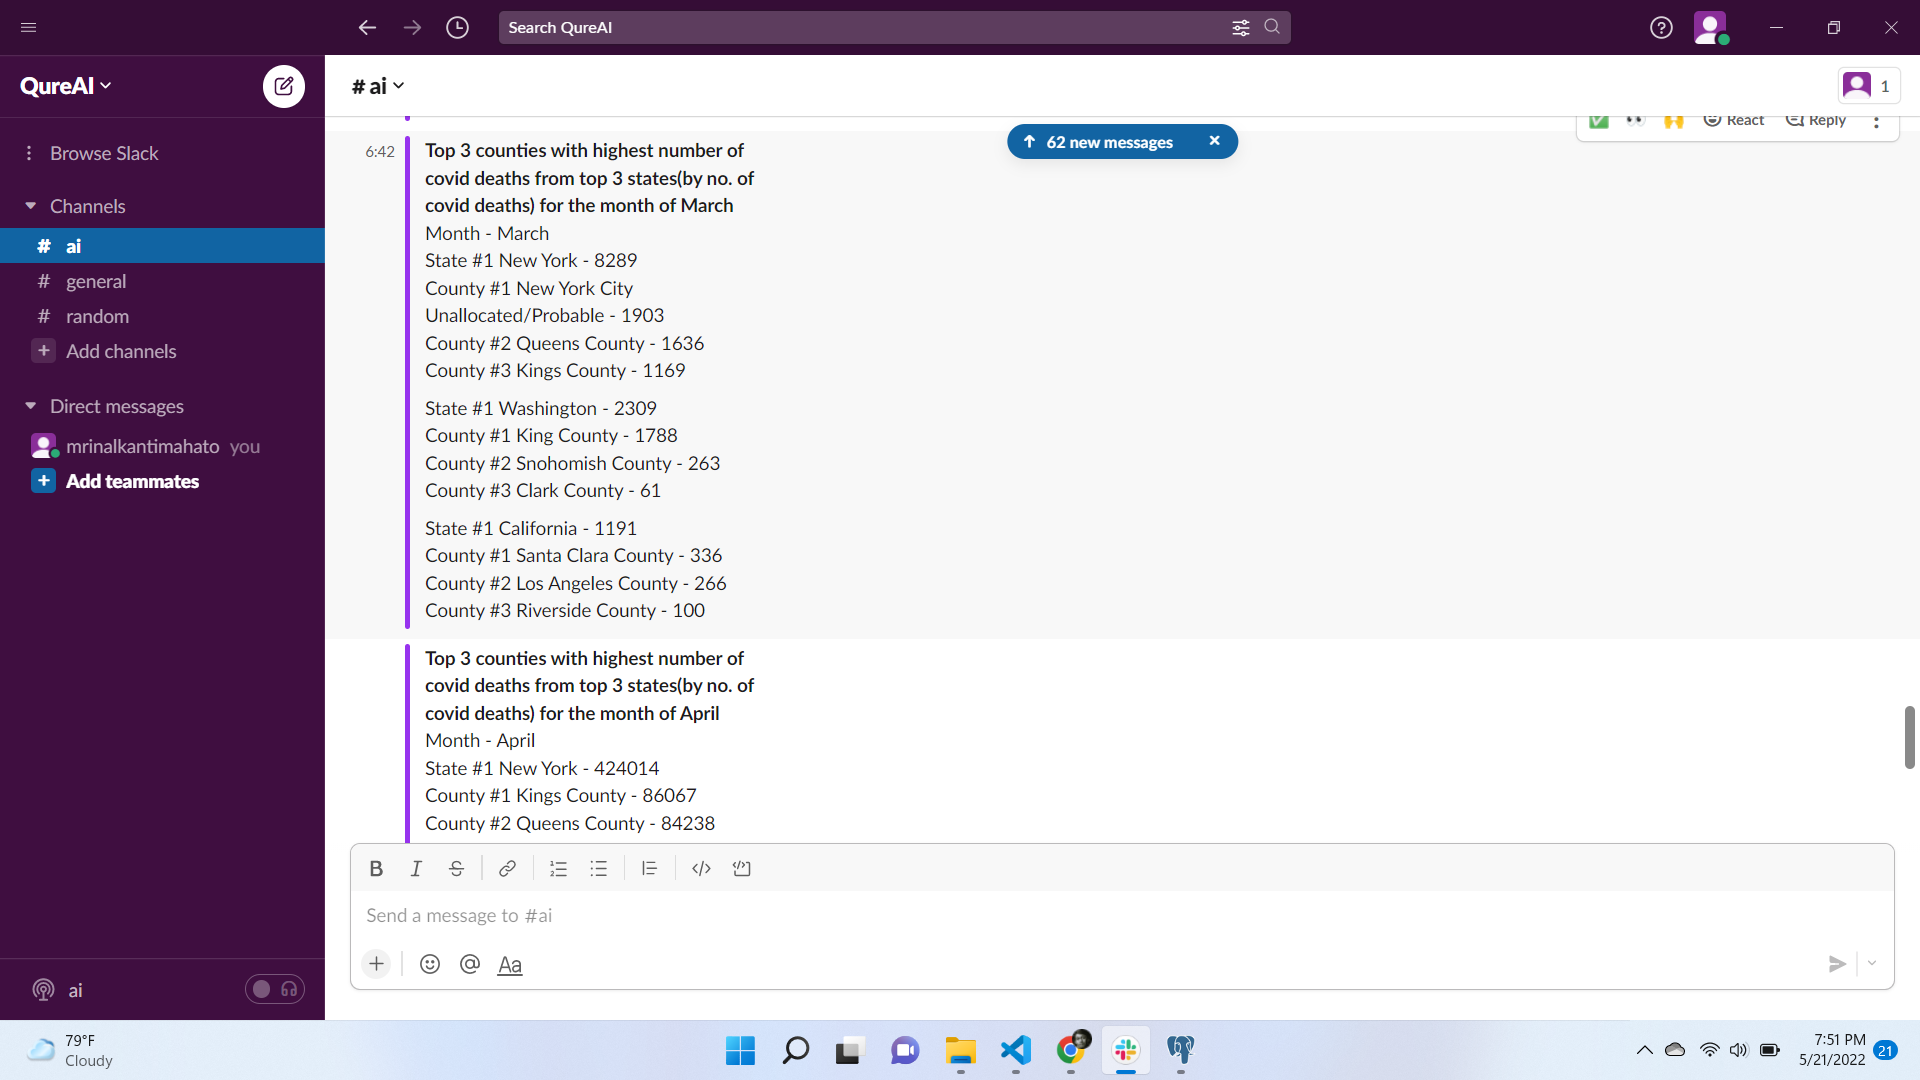 Search QureAI
QureAI
# ai
1
Browse Slack
Channels
# ai
# general
# random
+ Add channels
Direct messages
mrinalkantimahato you
+ Add teammates
62 new messages
React
Reply
6:42
Top 3 counties with highest number of
covid deaths from top 3 states(by no. of
covid deaths) for the month of March
Month - March
State #1 New York - 8289
County #1 New York City
Unallocated/Probable - 1903
County #2 Queens County - 1636
County #3 Kings County - 1169
State #1 Washington - 2309
County #1 King County - 1788
County #2 Snohomish County - 263
County #3 Clark County - 61
State #1 California - 1191
County #1 Santa Clara County - 336
County #2 Los Angeles County - 266
County #3 Riverside County - 100
Top 3 counties with highest number of
covid deaths from top 3 states(by no. of
covid deaths) for the month of April
Month - April
State #1 New York - 424014
County #1 Kings County - 86067
County #2 Queens County - 84238
B I S
Send a message to #ai
+ @ Aa
ai
79°F
Cloudy
7:51 PM
5/21/2022
21